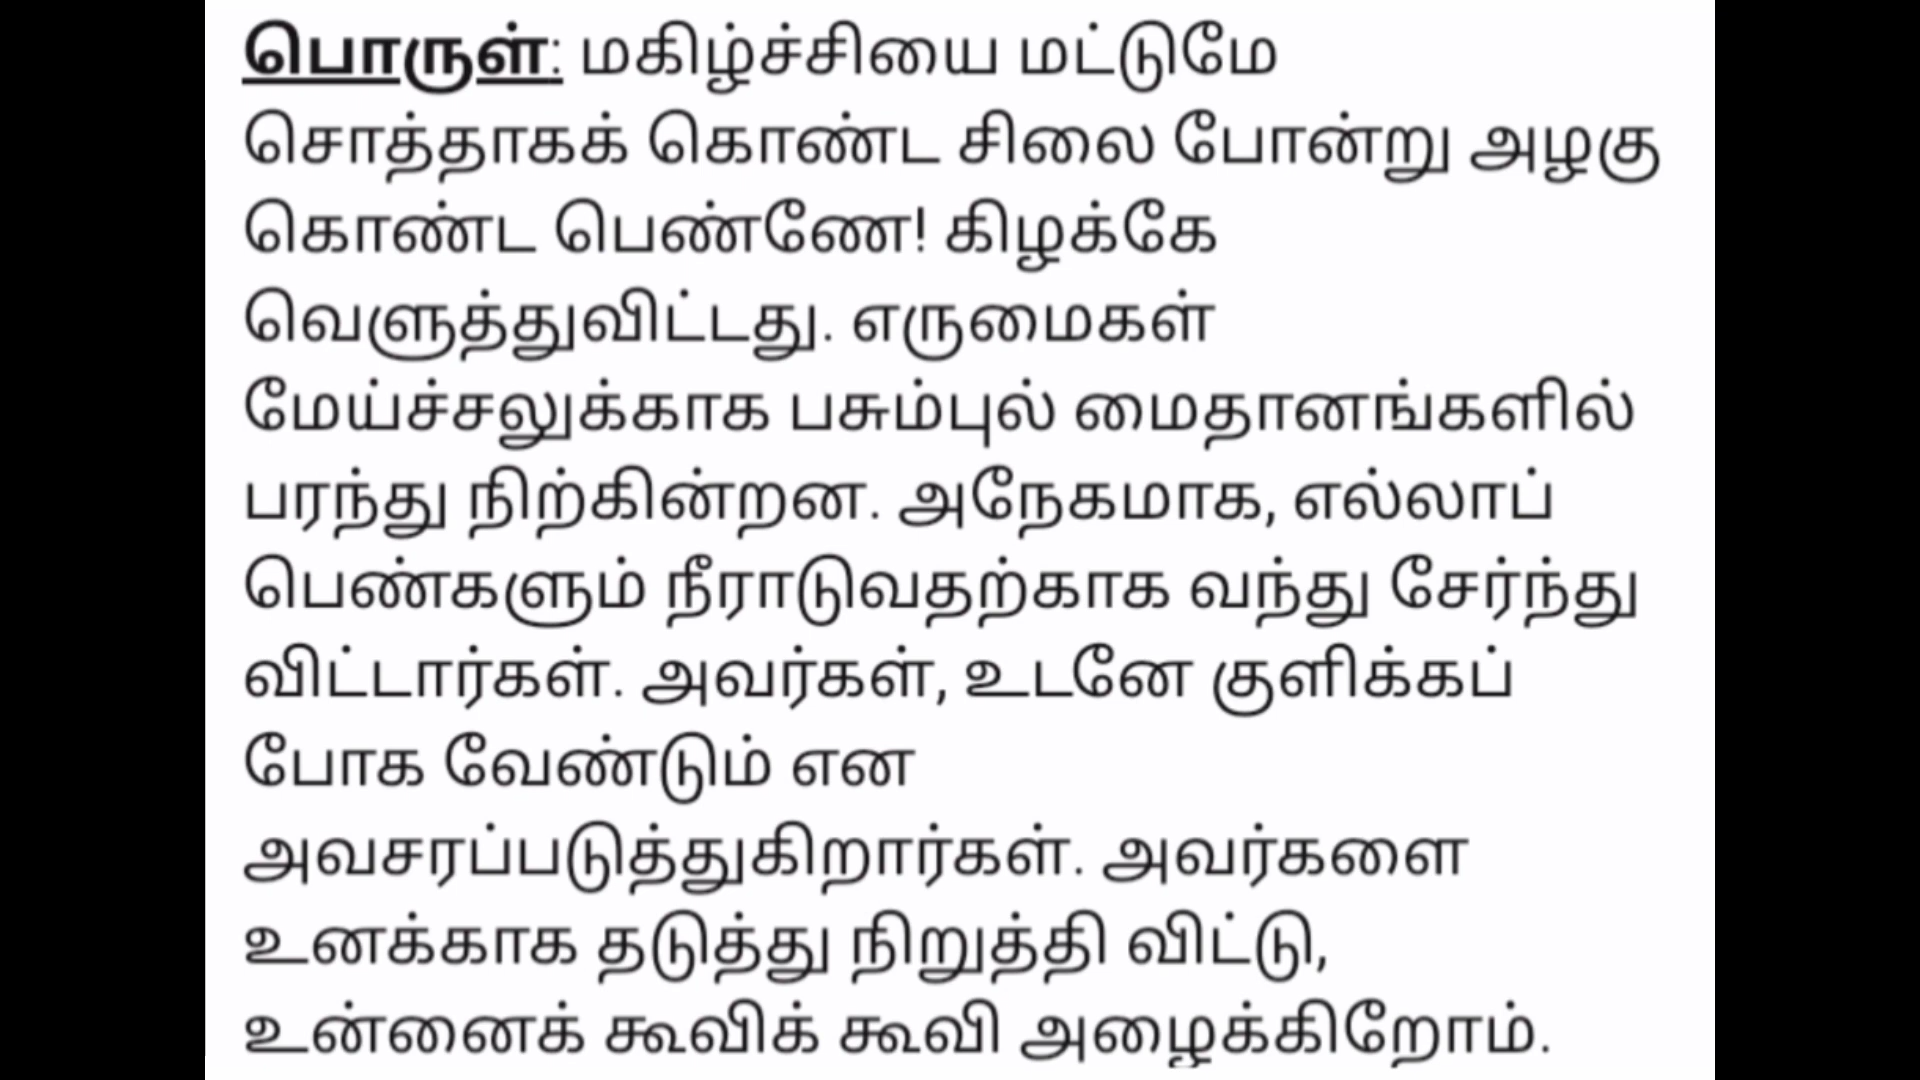 பொருள்: மகிழ்ச்சியை மட்டுமே
சொத்தாகக் கொண்ட சிலை போன்று அழகு
கொண்ட பெண்ணே! கிழக்கே
வெளுத்துவிட்டது. எருமைகள்
மேய்ச்சலுக்காக பசும்புல் மைதானங்களில்
பரந்து நிற்கின்றன. அநேகமாக, எல்லாப்
பெண்களும் நீராடுவதற்காக வந்து சேர்ந்து
விட்டார்கள். அவர்கள், உடனே குளிக்கப்
போக வேண்டும் என
அவசரப்படுத்துகிறார்கள். அவர்களை
உனக்காக தடுத்து நிறுத்தி விட்டு,
உன்னைக் கூவிக் கூவி அழைக்கிறோம்.